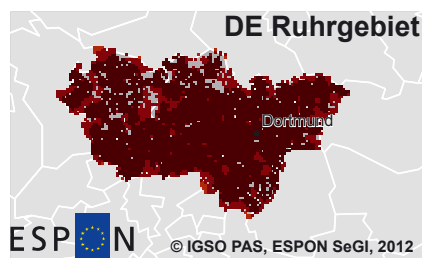 DE Ruhrgebiet
Dortmund
ESPON
© IGSO PAS, ESPON SeGI, 2012